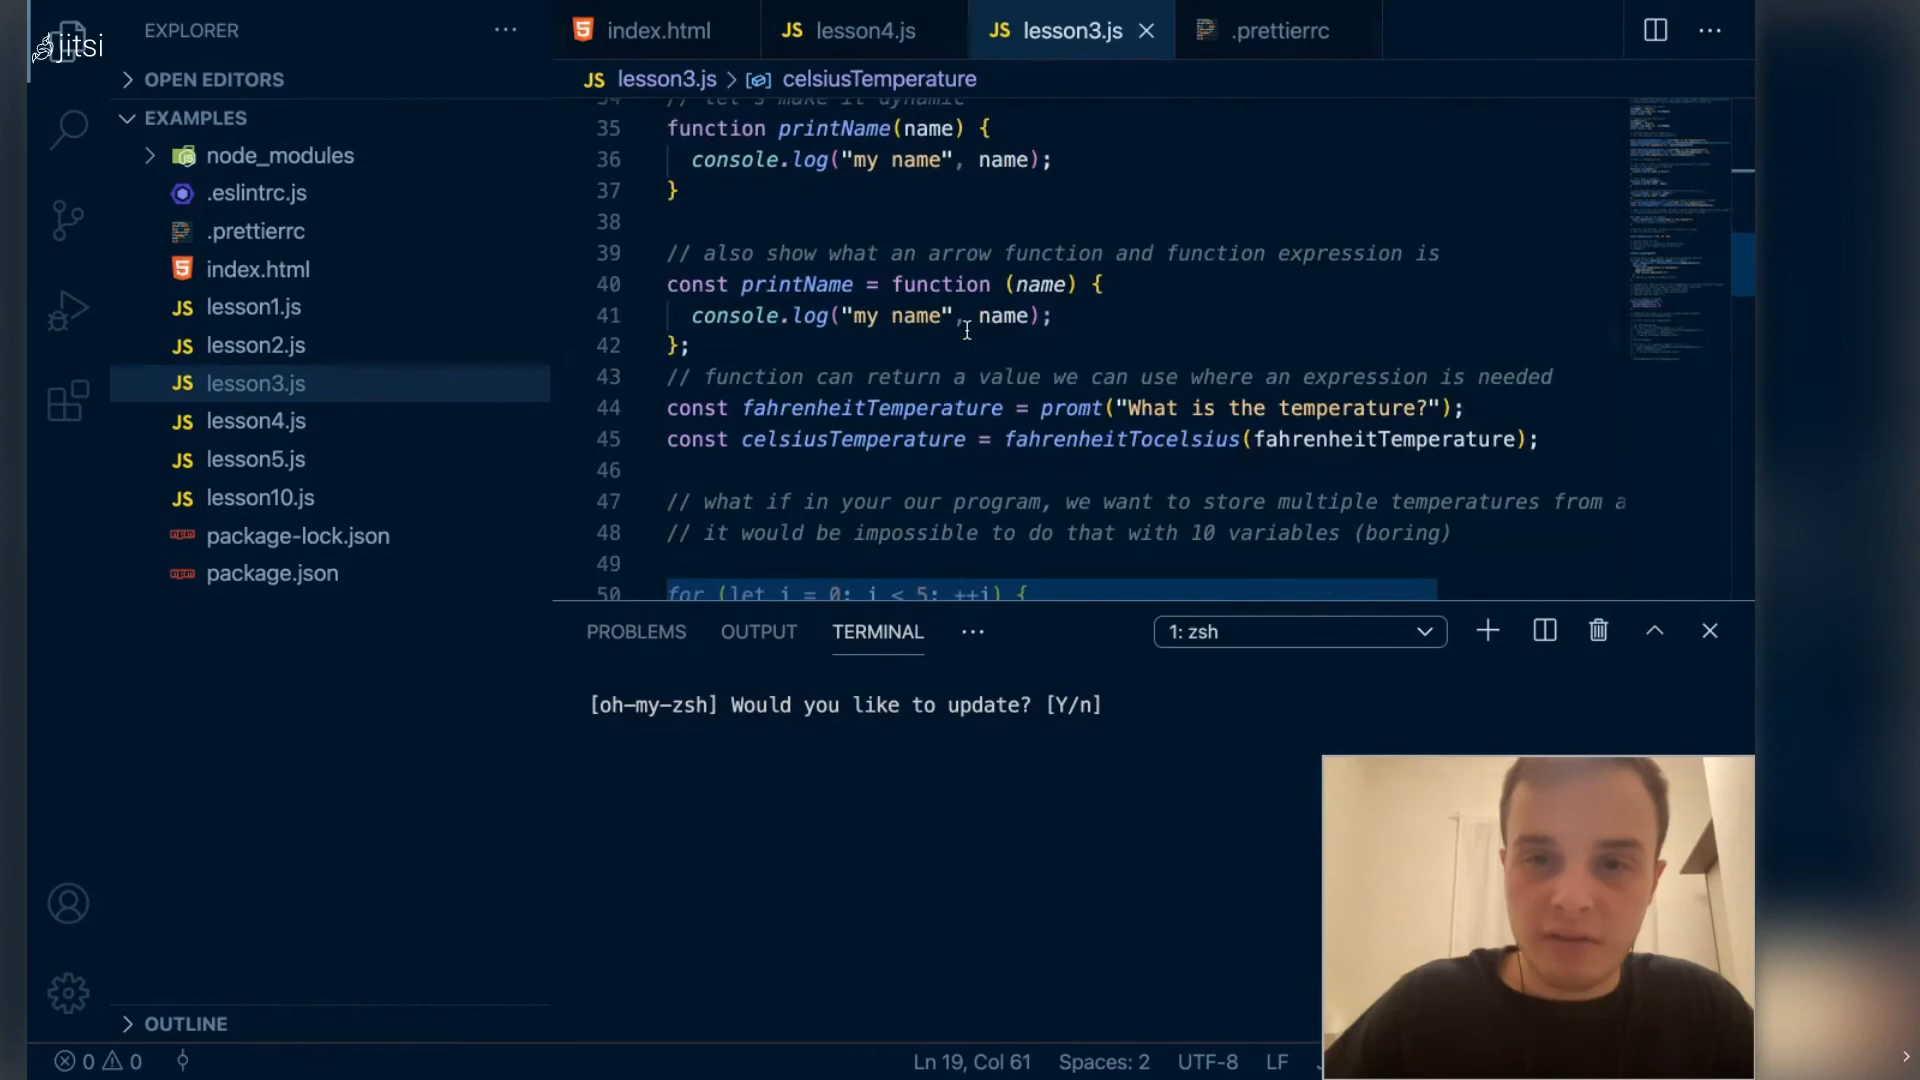 jitsi
EXPLORER
OPEN EDITORS
EXAMPLES
node_modules
.eslintrc.js
.prettierrc
index.html
lesson1.js
lesson2.js
lesson3.js
lesson4.js
lesson5.js
lesson10.js
package-lock.json
package.json
OUTLINE
index.html
JS lesson4.js
JS lesson3.js
.prettierrc
JS lesson3.js > celsiusTemperature
34 // let's make it dynamic
35 function printName(name) {
36 console.log("my name", name);
37 }
38
39 // also show what an arrow function and function expression is
40 const printName = function (name) {
41 console.log("my name", name);
42 };
43 // function can return a value we can use where an expression is needed
44 const fahrenheitTemperature = promt("What is the temperature?");
45 const celsiusTemperature = fahrenheitTocelsius(fahrenheitTemperature);
46
47 // what if in your our program, we want to store multiple temperatures from a
48 // it would be impossible to do that with 10 variables (boring)
49
50 for (let i = 0; i < 5; ++i) {
PROBLEMS OUTPUT TERMINAL ···
1: zsh
[oh-my-zsh] Would you like to update? [Y/n]
0 0
Ln 19, Col 61 Spaces: 2 UTF-8 LF